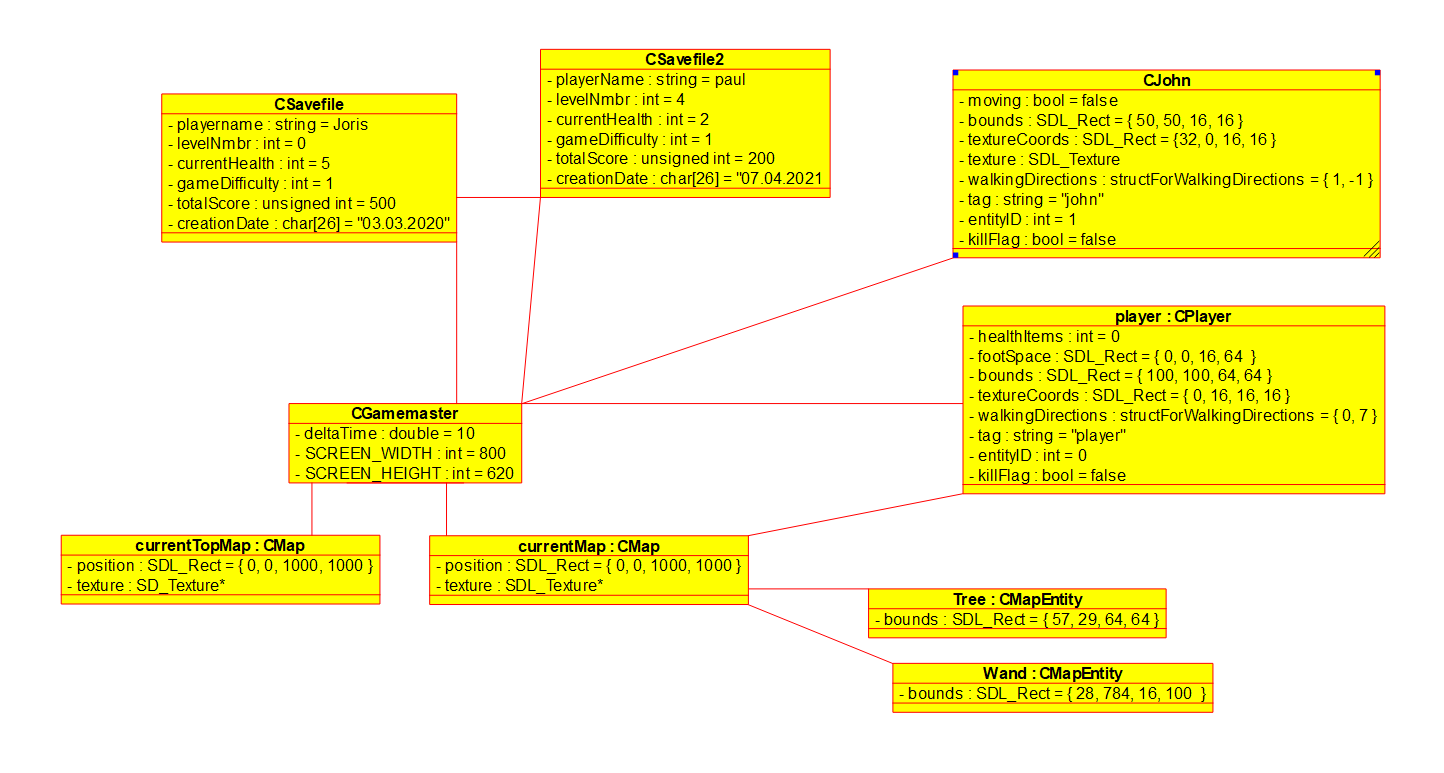 CSavefile2
- playerName : string = paul
- levelNmbr : int = 4
- currentHealth : int = 2
- gameDifficulty : int = 1
- totalScore : unsigned int = 200
- creationDate : char[26] = "07.04.2021
CSavefile
- playername : string = Joris
- levelNmbr : int = 0
- currentHealth : int = 5
- gameDifficulty : int = 1
- totalScore : unsigned int = 500
- creationDate : char[26] = "03.03.2020"
CJohn
- moving : bool = false
- bounds : SDL_Rect = { 50, 50, 16, 16 }
- textureCoords : SDL_Rect = {32, 0, 16, 16 }
- texture : SDL_Texture
- walkingDirections : structForWalkingDirections = { 1, -1 }
- tag : string = "john"
- entityID : int = 1
- killFlag : bool = false
player : CPlayer
- healthItems : int = 0
- footSpace : SDL_Rect = { 0, 0, 16, 64  }
- bounds : SDL_Rect = { 100, 100, 64, 64 }
- textureCoords : SDL_Rect = { 0, 16, 16, 16 }
- walkingDirections : structForWalkingDirections = { 0, 7 }
- tag : string = "player"
- entityID : int = 0
- killFlag : bool = false
CGamemaster
- deltaTime : double = 10
- SCREEN_WIDTH : int = 800
- SCREEN_HEIGHT : int = 620
currentTopMap : CMap
- position : SDL_Rect = { 0, 0, 1000, 1000 }
- texture : SD_Texture*
currentMap : CMap
- position : SDL_Rect = { 0, 0, 1000, 1000 }
- texture : SDL_Texture*
Tree : CMapEntity
- bounds : SDL_Rect = { 57, 29, 64, 64 }
Wand : CMapEntity
- bounds : SDL_Rect = { 28, 784, 16, 100  }